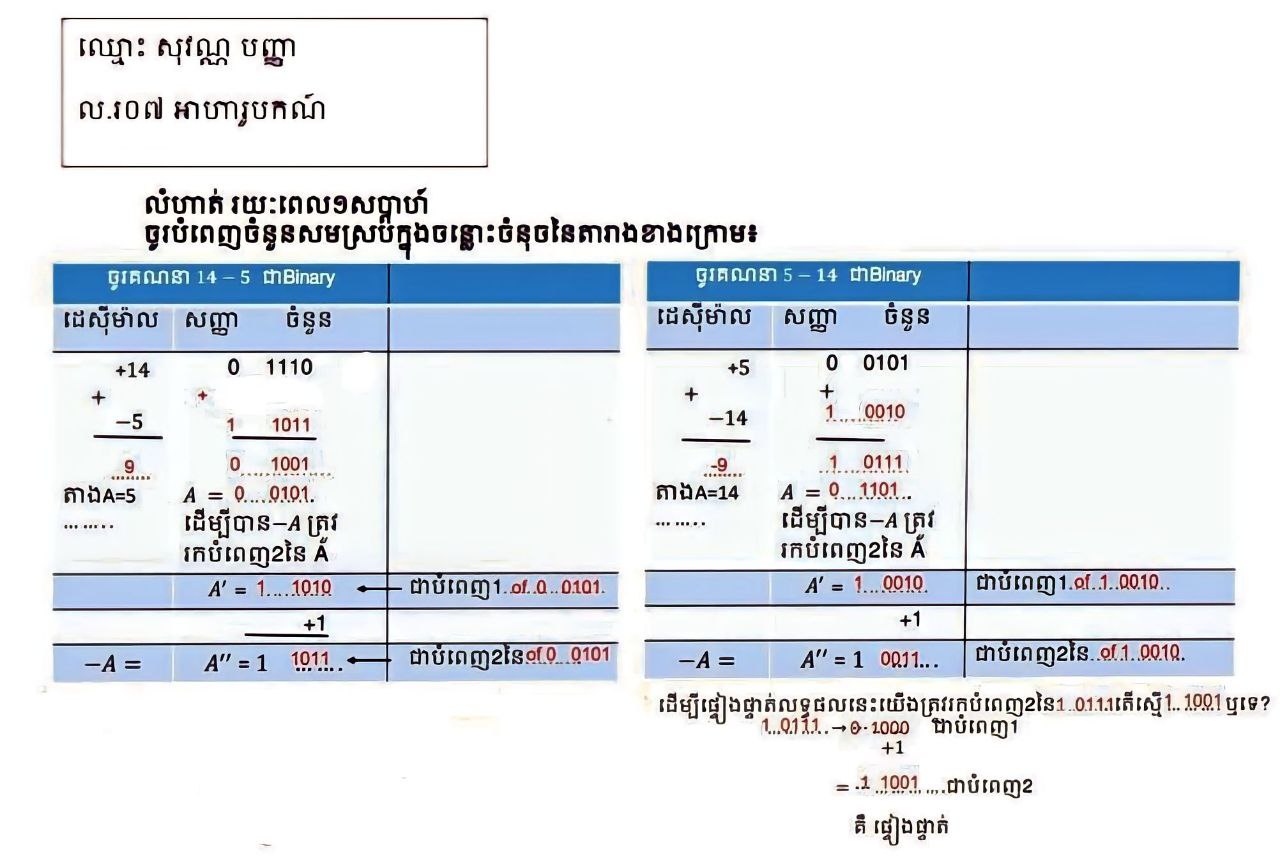 ឈ្មោះ សុវណ្ណ បញ្ញា
ល.រ០៧ អាហារូបករណ៍
លំហាត់ រយៈពេល១សប្តាហ៍
ចូរបំពេញចំនួនសមស្របក្នុងចន្លោះចំនុចនៃតារាងខាងក្រោម៖
ចូរគណនា 14 – 5 ជាBinary
ដេស៊ីម៉ាល សញ្ញា ចំនួន
+14 0 1110
+ +
−5 1 1011
9 0 1001
តាងA=5 A = 0....0101.
........ ដើម្បីបាន−A ត្រូវ
រកបំពេញ2នៃ A
A′ = 1....1010 ← ជាបំពេញ1..of..0...0101.
+1
−A = A′′ = 1 1011... ← ជាបំពេញ2នៃof 0...0101
ចូរគណនា 5 – 14 ជាBinary
ដេស៊ីម៉ាល សញ្ញា ចំនួន
+5 0 0101
+ +
−14 1....0010
-9 1 0111
តាងA=14 A = 0...1101..
........ ដើម្បីបាន−A ត្រូវ
រកបំពេញ2នៃ A
A′ = 1...0010. ជាបំពេញ1.of..1..0010..
+1
−A = A′′ = 1 0011... ជាបំពេញ2នៃ..of 1..0010.
ដើម្បីផ្ទៀងផ្ទាត់លទ្ធផលនេះយើងត្រូវរកបំពេញ2នៃ1..0111តើស្មើ1..1001ឬទេ?
1...0111...→0··1000 ជាបំពេញ1
+1
= .1..1001.....ជាបំពេញ2
គឺ ផ្ទៀងផ្ទាត់